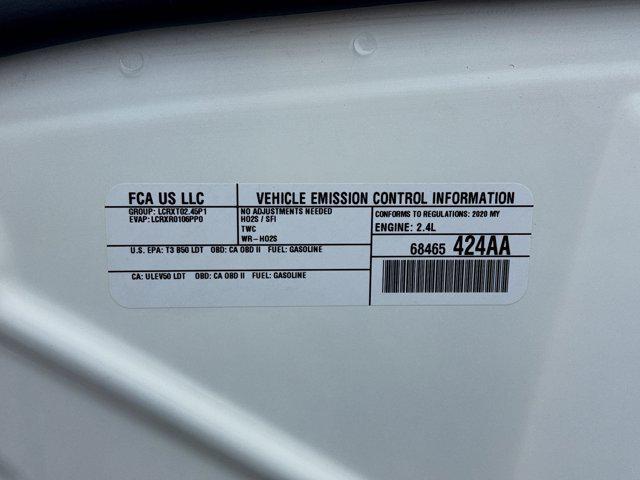 FCA US LLC
GROUP: LCRXT02.45P1
EVAP: LCRXR0106PP0
VEHICLE EMISSION CONTROL INFORMATION
NO ADJUSTMENTS NEEDED
HO2S / SFI
TWC
WR-HO2S
CONFORMS TO REGULATIONS: 2020 MY
ENGINE: 2.4L
U.S. EPA: T3 B50 LDT OBD: CA OBD II FUEL: GASOLINE
68465 424AA
CA: ULEV50 LDT OBD: CA OBD II FUEL: GASOLINE